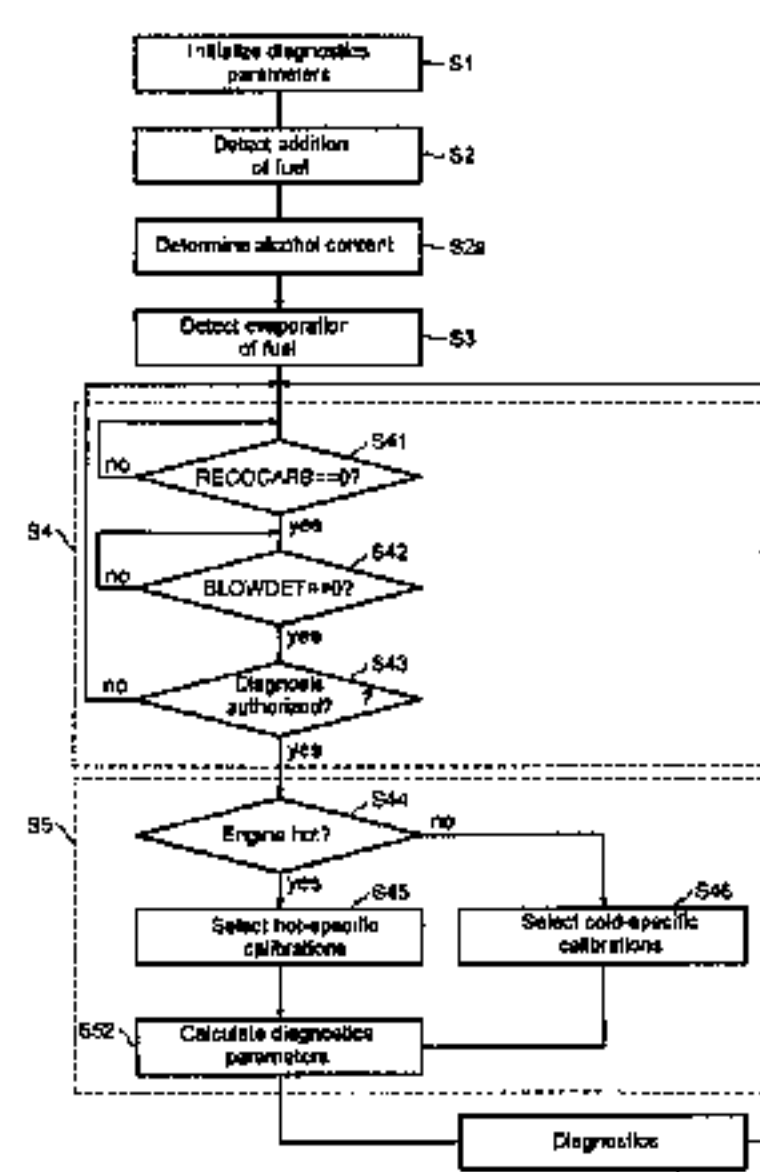 Initialize diagnostics
parameters
S1
Detect addition
of fuel
S2
Determine alcohol content
S2a
Detect evaporation
of fuel
S3
S41
no
RECOCARB==0?
yes
S4
S42
no
BLOWDET==0?
yes
S43
no
Diagnosis
authorized?
?
yes
S44
S5
Engine hot?
no
yes
S45
S46
Select hot-specific
calibrations
Select cold-specific
calibrations
S52
Calculate diagnostics
parameters
Diagnostics